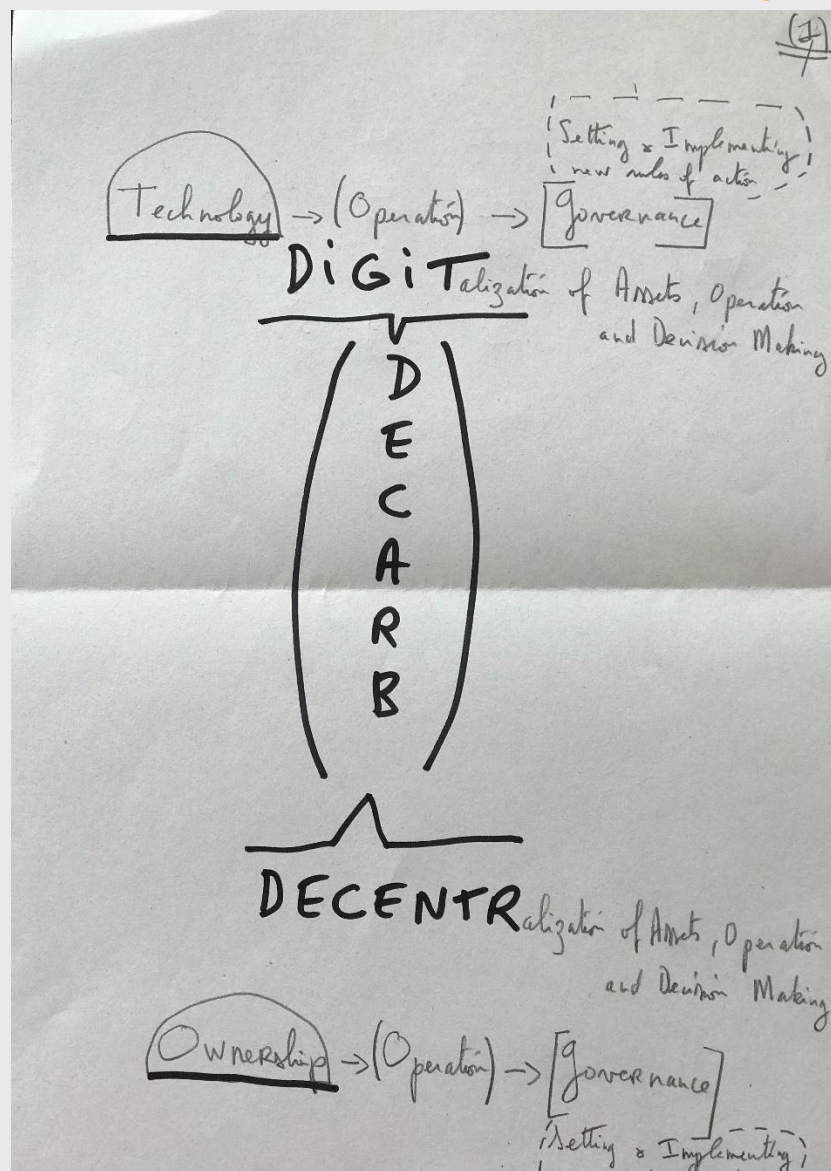 (1)
Setting & Implementing
new rules of action
Technology → (Operation) → [Governance]
DiGiTalization of Assets, Operation
and Decision Making
D
E
C
A
R
B
DECENTRalization of Assets, Operation
and Decision Making
Ownership → (Operation) → [Governance]
Setting & Implementing